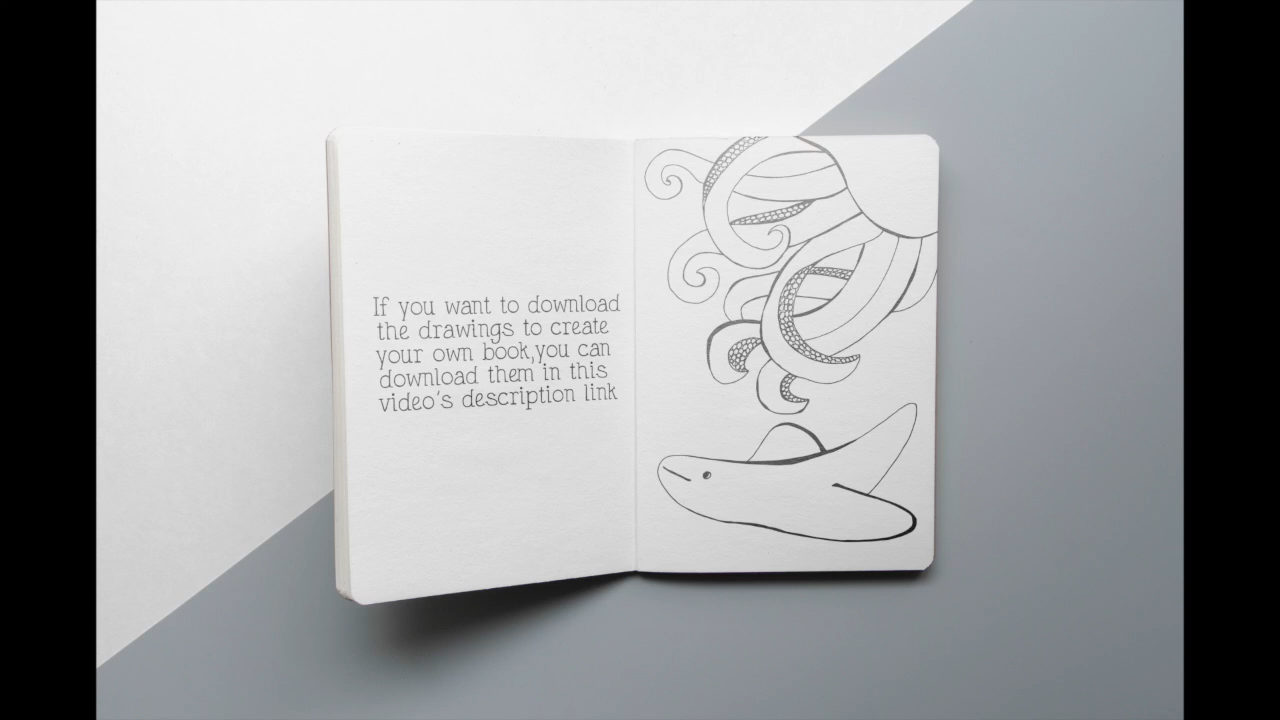 If you want to download
the drawings to create
your own book,you can
download them in this
video's description link